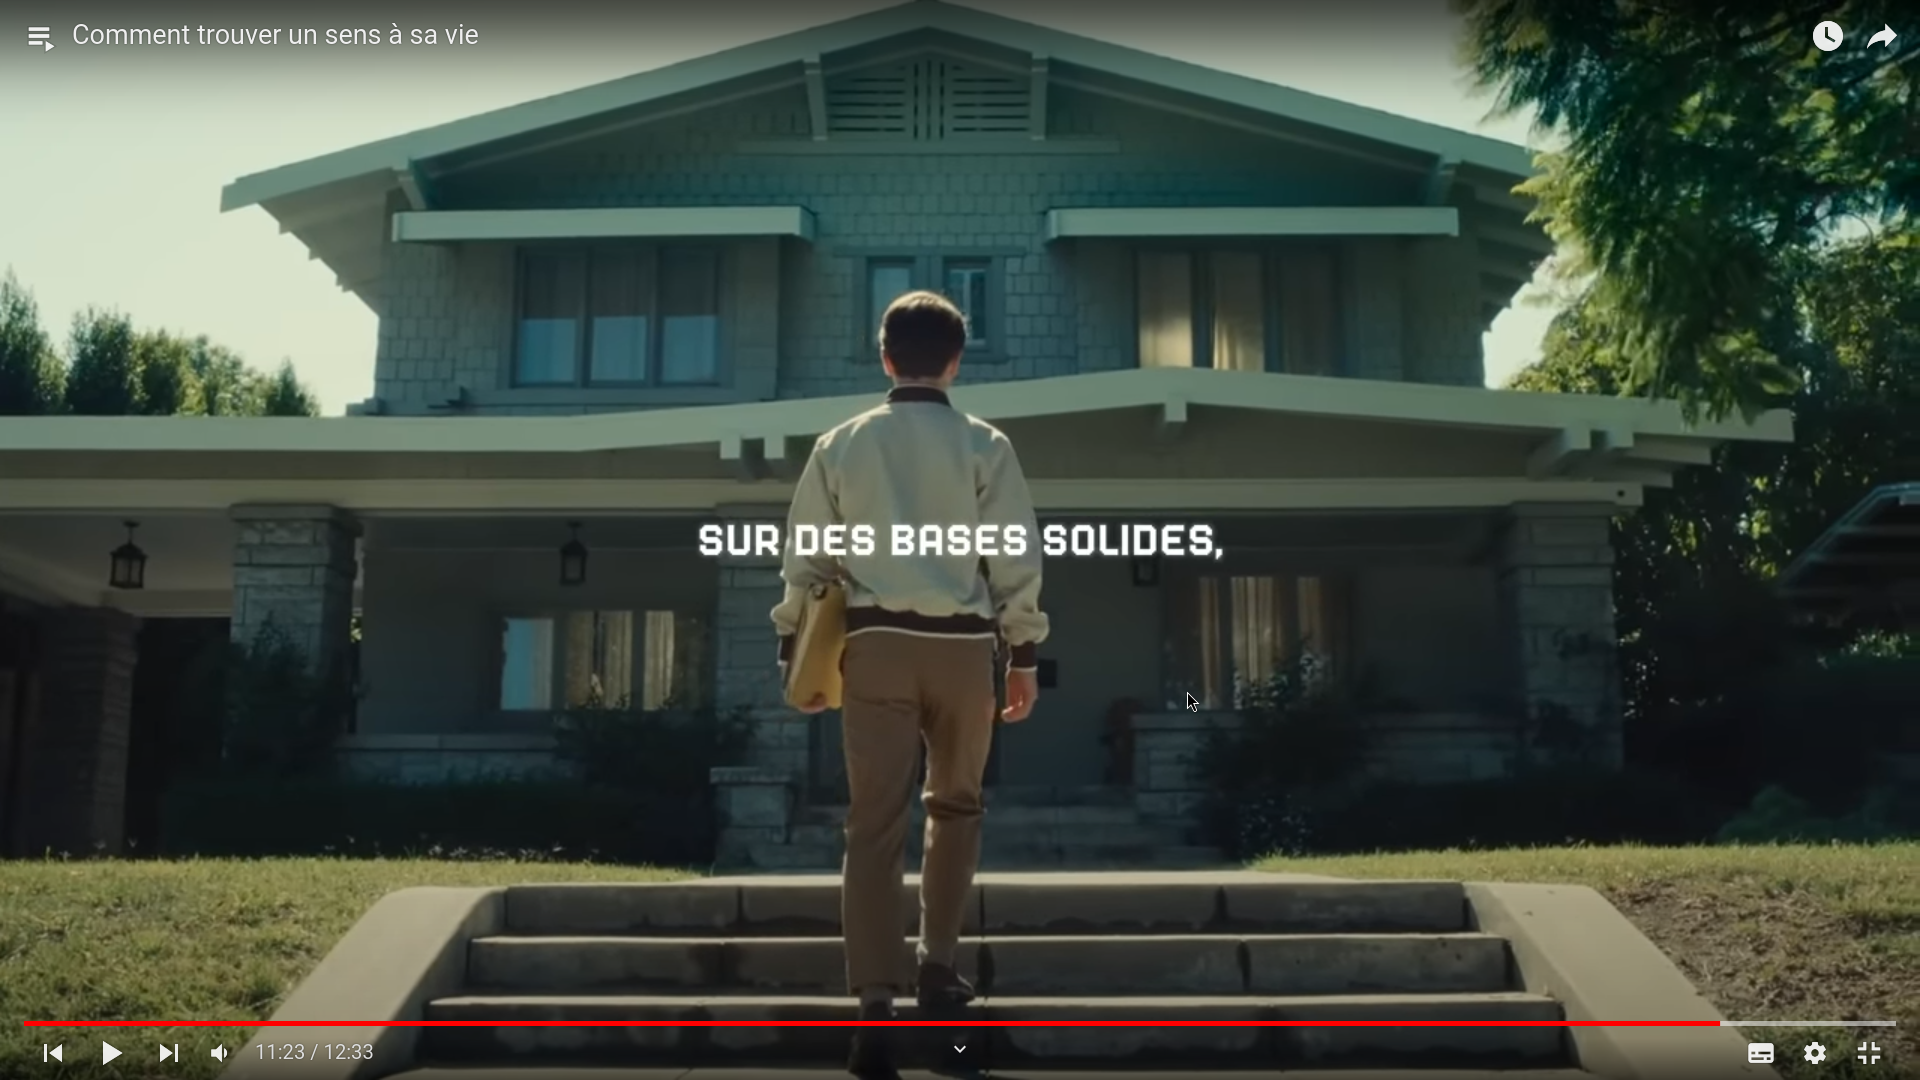 Comment trouver un sens à sa vie
SUR DES BASES SOLIDES,
11:23 / 12:33